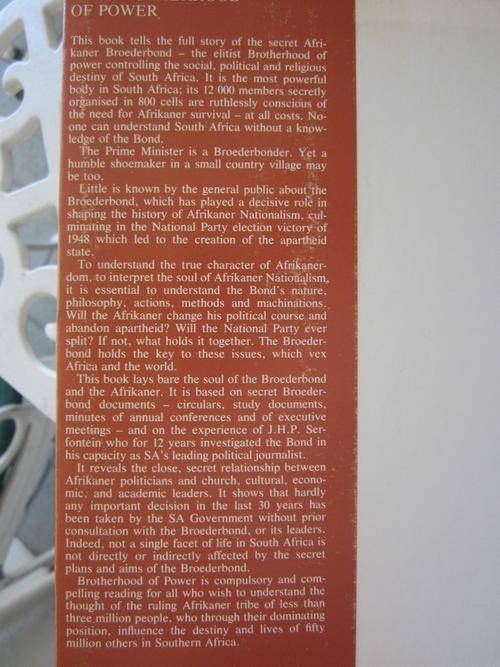 OF POWER
This book tells the full story of the secret Afri-
kaner Broederbond – the elitist Brotherhood of
power controlling the social, political and religious
destiny of South Africa. It is the most powerful
body in South Africa; its 12 000 members secretly
organised in 800 cells are ruthlessly conscious of
the need for Afrikaner survival – at all costs. No-
one can understand South Africa without a know-
ledge of the Bond.
The Prime Minister is a Broederbonder. Yet a
humble shoemaker in a small country village may
be too.
Little is known by the general public about the
Broederbond, which has played a decisive role in
shaping the history of Afrikaner Nationalism, cul-
minating in the National Party election victory of
1948 which led to the creation of the apartheid
state.
To understand the true character of Afrikaner-
dom, to interpret the soul of Afrikaner Nationalism,
it is essential to understand the Bond's nature,
philosophy, actions, methods and machinations.
Will the Afrikaner change his political course and
abandon apartheid? Will the National Party ever
split? If not, what holds it together. The Broeder-
bond holds the key to these issues, which vex
Africa and the world.
This book lays bare the soul of the Broederbond
and the Afrikaner. It is based on secret Broeder-
bond documents – circulars, study documents,
minutes of annual conferences and of executive
meetings – and on the experience of J.H.P. Ser-
fontein who for 12 years investigated the Bond in
his capacity as SA's leading political journalist.
It reveals the close, secret relationship between
Afrikaner politicians and church, cultural, econo-
mic, and academic leaders. It shows that hardly
any important decision in the last 30 years has
been taken by the SA Government without prior
consultation with the Broederbond, or its leaders.
Indeed, not a single facet of life in South Africa is
not directly or indirectly affected by the secret
plans and aims of the Broederbond.
Brotherhood of Power is compulsory and com-
pelling reading for all who wish to understand the
thought of the ruling Afrikaner tribe of less than
three million people, who through their dominating
position, influence the destiny and lives of fifty
million others in Southern Africa.